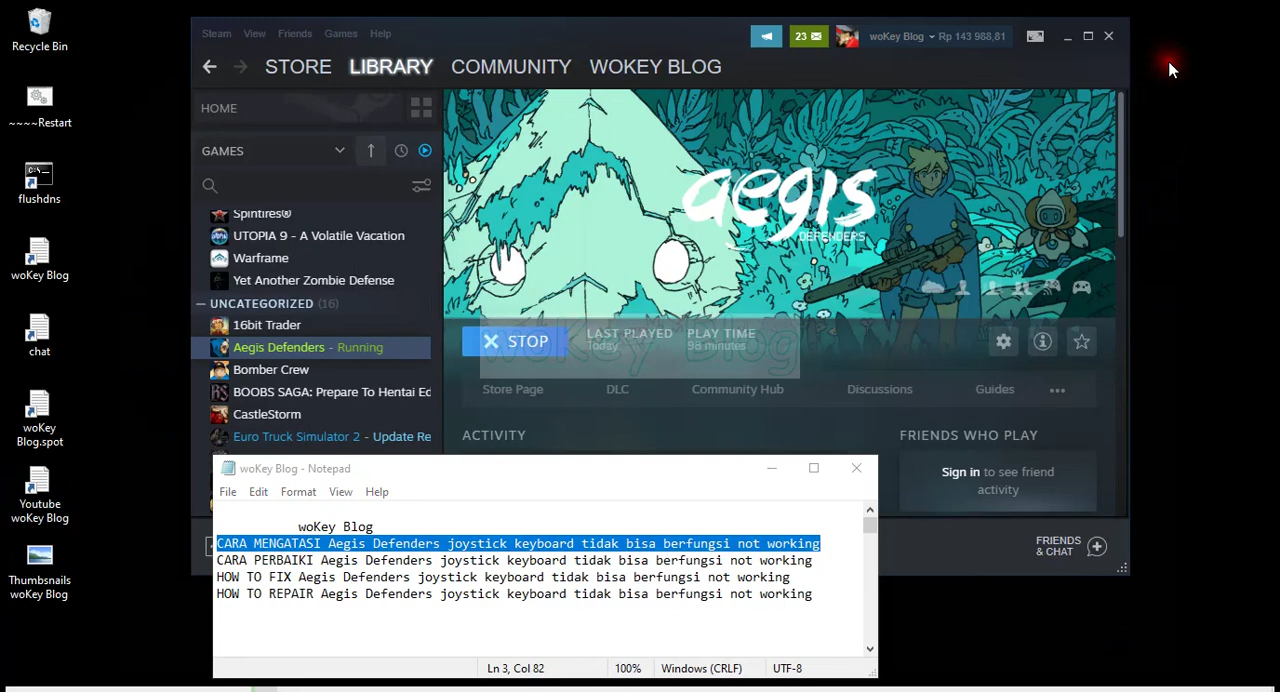 Recycle Bin
~~~~Restart
flushdns
woKey Blog
chat
woKey
Blog.spot
Youtube
woKey Blog
Thumbnails
woKey Blog
Steam View Friends Games Help
23
woKey Blog Rp 143 988,81
STORE LIBRARY COMMUNITY WOKEY BLOG
HOME
GAMES
Spintires®
UTOPIA 9 - A Volatile Vacation
Warframe
Yet Another Zombie Defense
— UNCATEGORIZED (16)
16bit Trader
Aegis Defenders - Running
Bomber Crew
BOOBS SAGA: Prepare To Hentai Ed
CastleStorm
Euro Truck Simulator 2 - Update Re
aegis
DEFENDERS
STOP
LAST PLAYED
Today
PLAY TIME
98 minutes
woKey Blog
Store Page DLC Community Hub Discussions Guides
ACTIVITY
FRIENDS WHO PLAY
Sign in to see friend
activity
FRIENDS
& CHAT
woKey Blog - Notepad
File Edit Format View Help
woKey Blog
CARA MENGATASI Aegis Defenders joystick keyboard tidak bisa berfungsi not working
CARA PERBAIKI Aegis Defenders joystick keyboard tidak bisa berfungsi not working
HOW TO FIX Aegis Defenders joystick keyboard tidak bisa berfungsi not working
HOW TO REPAIR Aegis Defenders joystick keyboard tidak bisa berfungsi not working
Ln 3, Col 82 100% Windows (CRLF) UTF-8